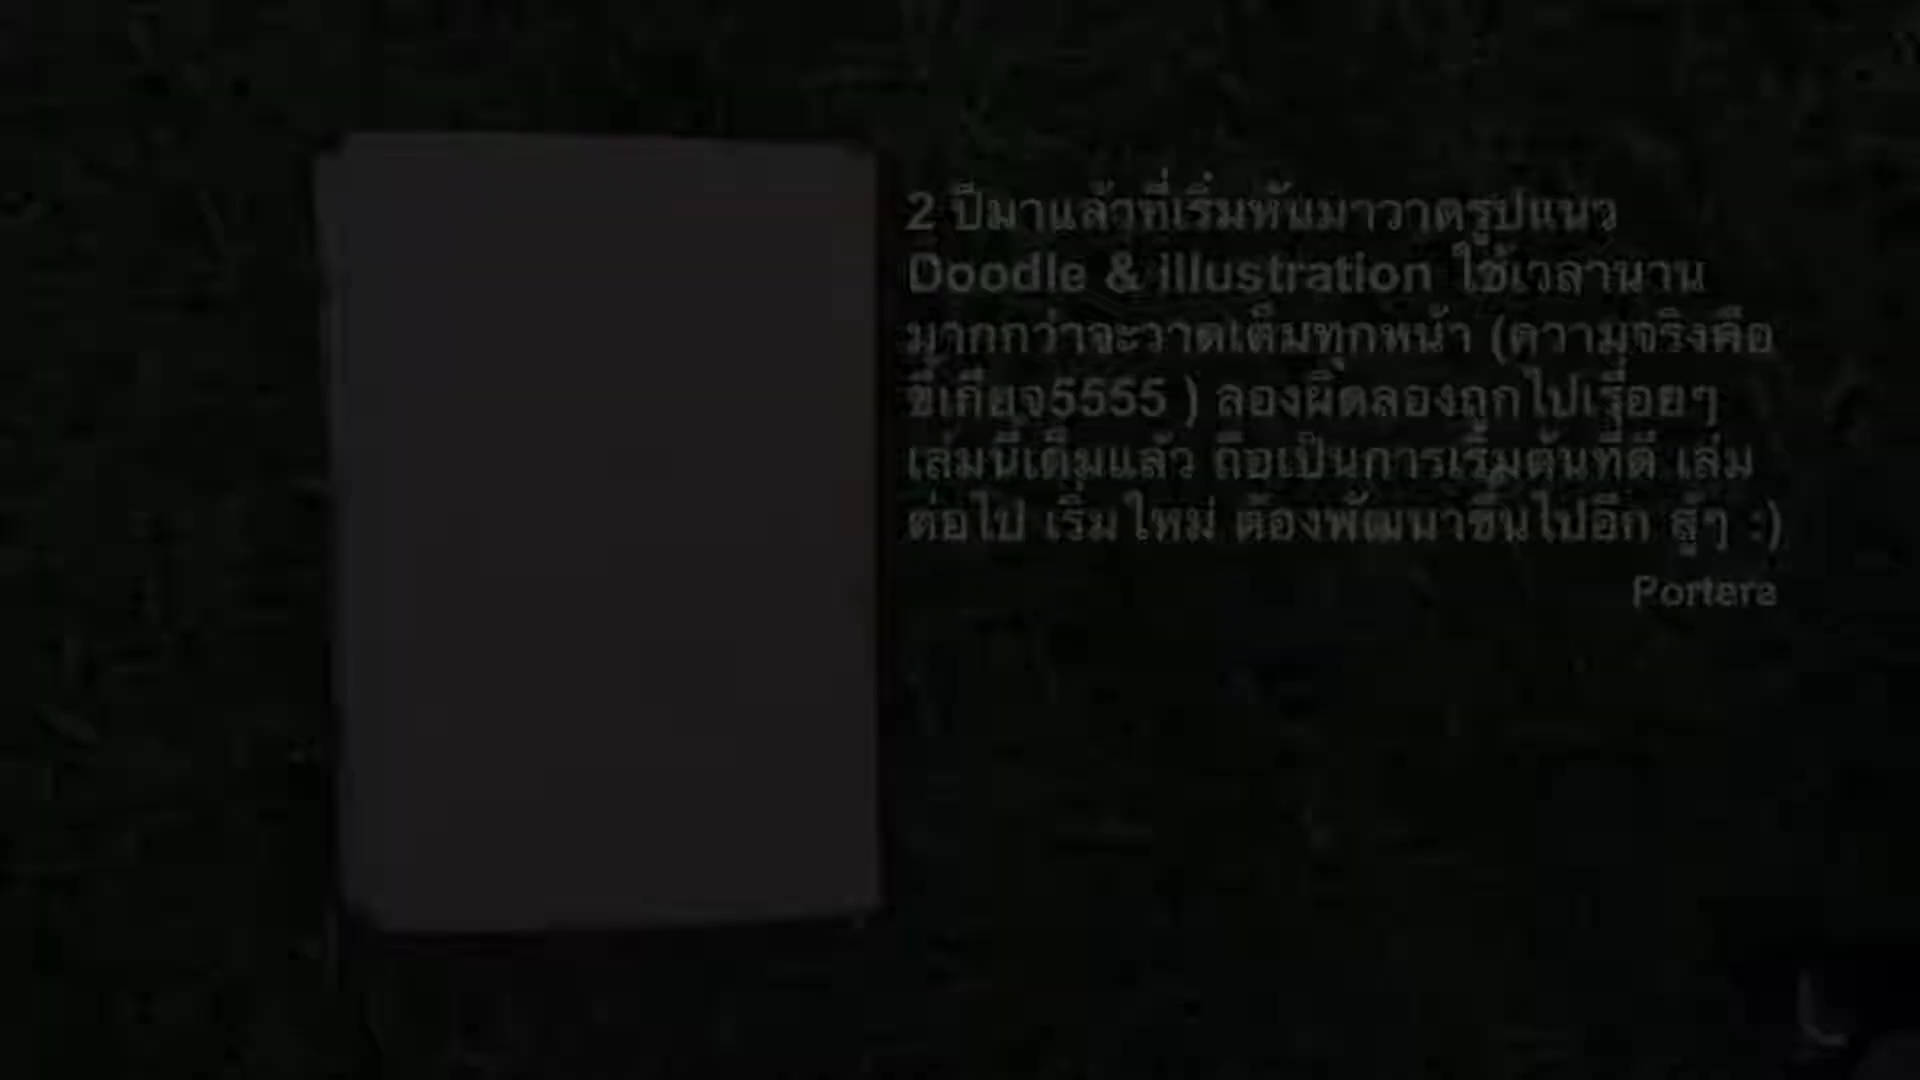 2 ปีมาแล้วที่เริ่มหันมาวาดรูปแนว
Doodle & illustration ใช้เวลานาน
มากกว่าจะวาดเต็มทุกหน้า (ความจริงคือ
ขี้เกียจ5555 ) ลองผิดลองถูกไปเรื่อยๆ
เล่มนี้เต็มแล้ว ถือเป็นการเริ่มต้นที่ดี เล่ม
ต่อไป เริ่มใหม่ ต้องพัฒนาขึ้นไปอีก สู้ๆ :)
Portera